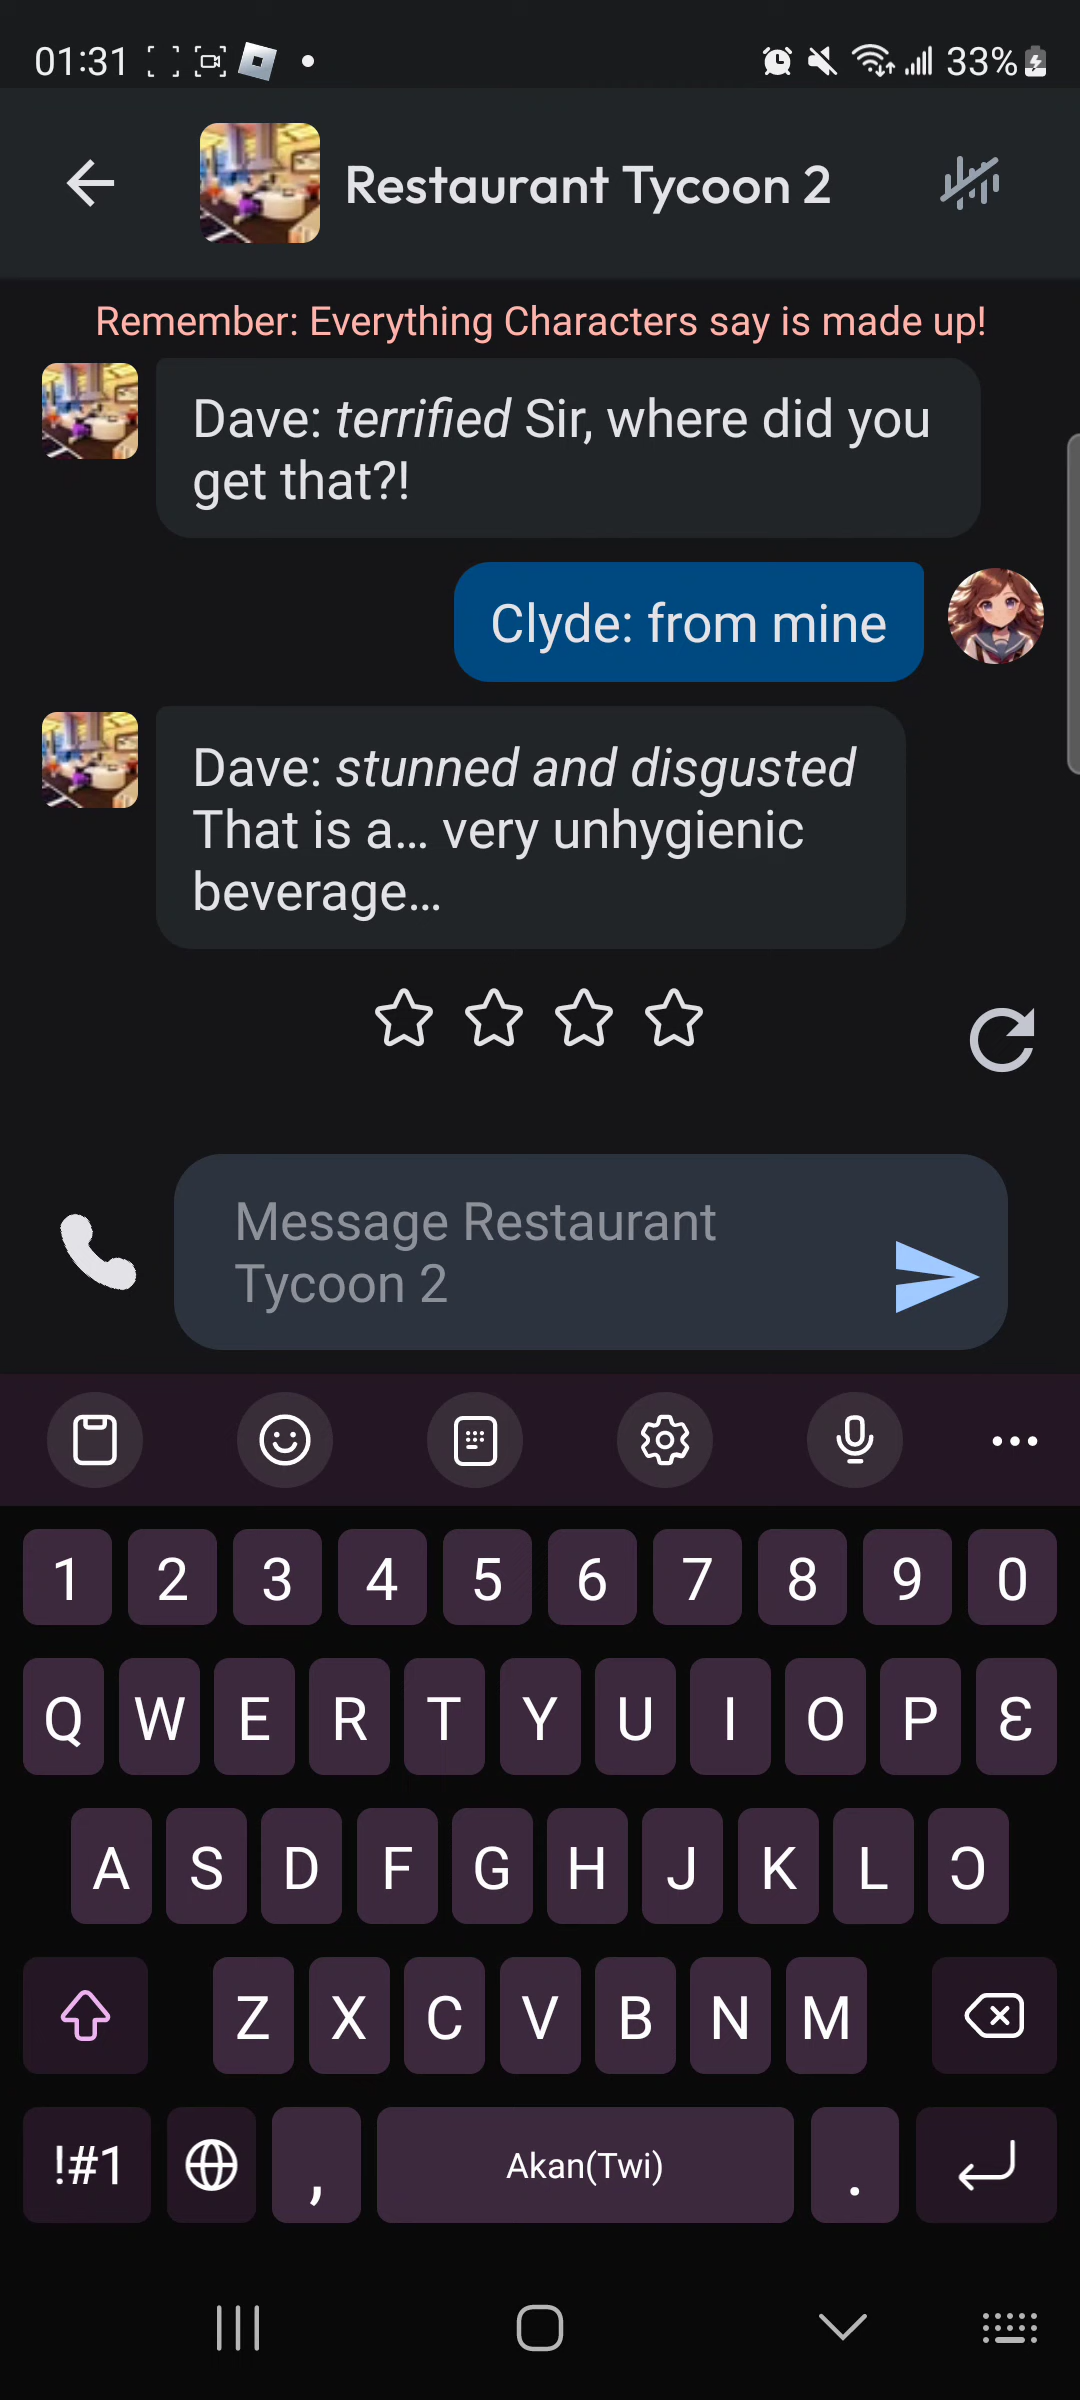 01:31
33%
Restaurant Tycoon 2
Remember: Everything Characters say is made up!
Dave: terrified Sir, where did you
get that?!
Clyde: from mine
Dave: stunned and disgusted
That is a... very unhygienic
beverage...
Message Restaurant
Tycoon 2
1 2 3 4 5 6 7 8 9 0
Q W E R T Y U I O P Ɛ
A S D F G H J K L Ɔ
Z X C V B N M
!#1 , Akan(Twi) .